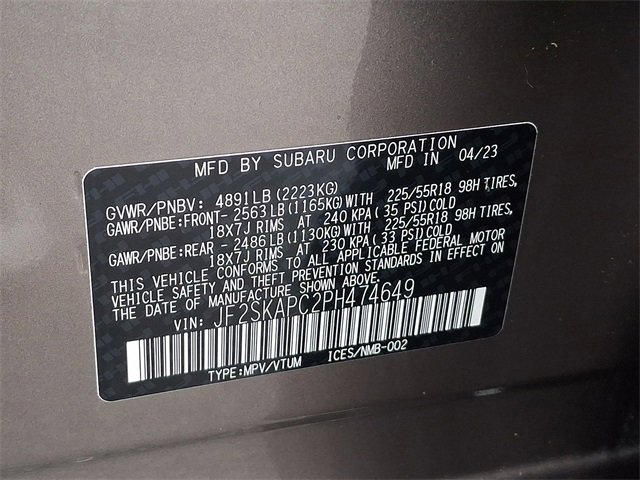 MFD BY SUBARU CORPORATION
MFD IN 04/23
GVWR/PNBV: 4891LB(2223KG)
GAWR/PNBE:FRONT- 2563LB(1165KG)WITH 225/55R18 98H TIRES,
18X7J RIMS AT 240 KPA(35 PSI)COLD
GAWR/PNBE:REAR - 2486LB(1130KG)WITH 225/55R18 98H TIRES,
18X7J RIMS AT 230 KPA(33 PSI)COLD
THIS VEHICLE CONFORMS TO ALL APPLICABLE FEDERAL MOTOR
VEHICLE SAFETY AND THEFT PREVENTION STANDARDS IN EFFECT ON
THE DATE OF MANUFACTURE SHOWN ABOVE.
VIN: JF2SKAPC2PH474649
TYPE:MPV/VTUM ICES/NMB-002